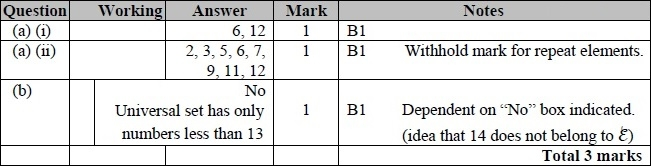 Question Working Answer Mark Notes
(a) (i) 6, 12 1 B1
(a) (ii) 2, 3, 5, 6, 7, 1 B1 Withhold mark for repeat elements.
9, 11, 12
(b) No
Universal set has only 1 B1 Dependent on “No” box indicated.
numbers less than 13 (idea that 14 does not belong to ℰ)
Total 3 marks